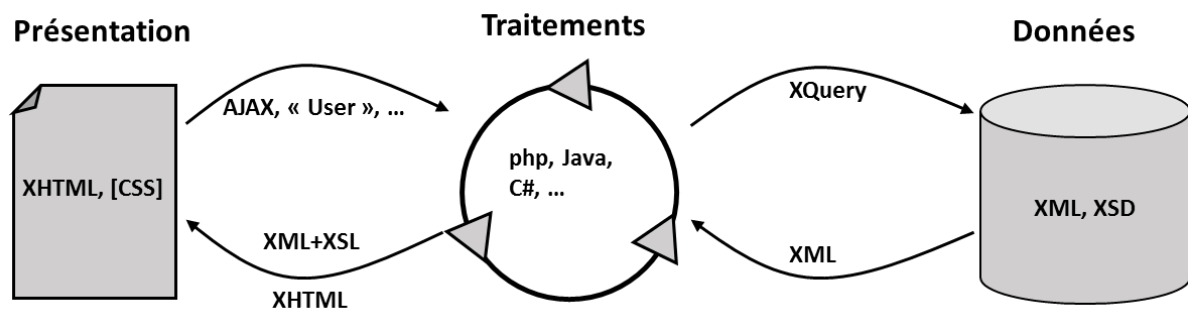 Présentation
Traitements
Données
AJAX, « User », ...
XQuery
XHTML, [CSS]
php, Java,
C#, ...
XML, XSD
XML+XSL
XHTML
XML